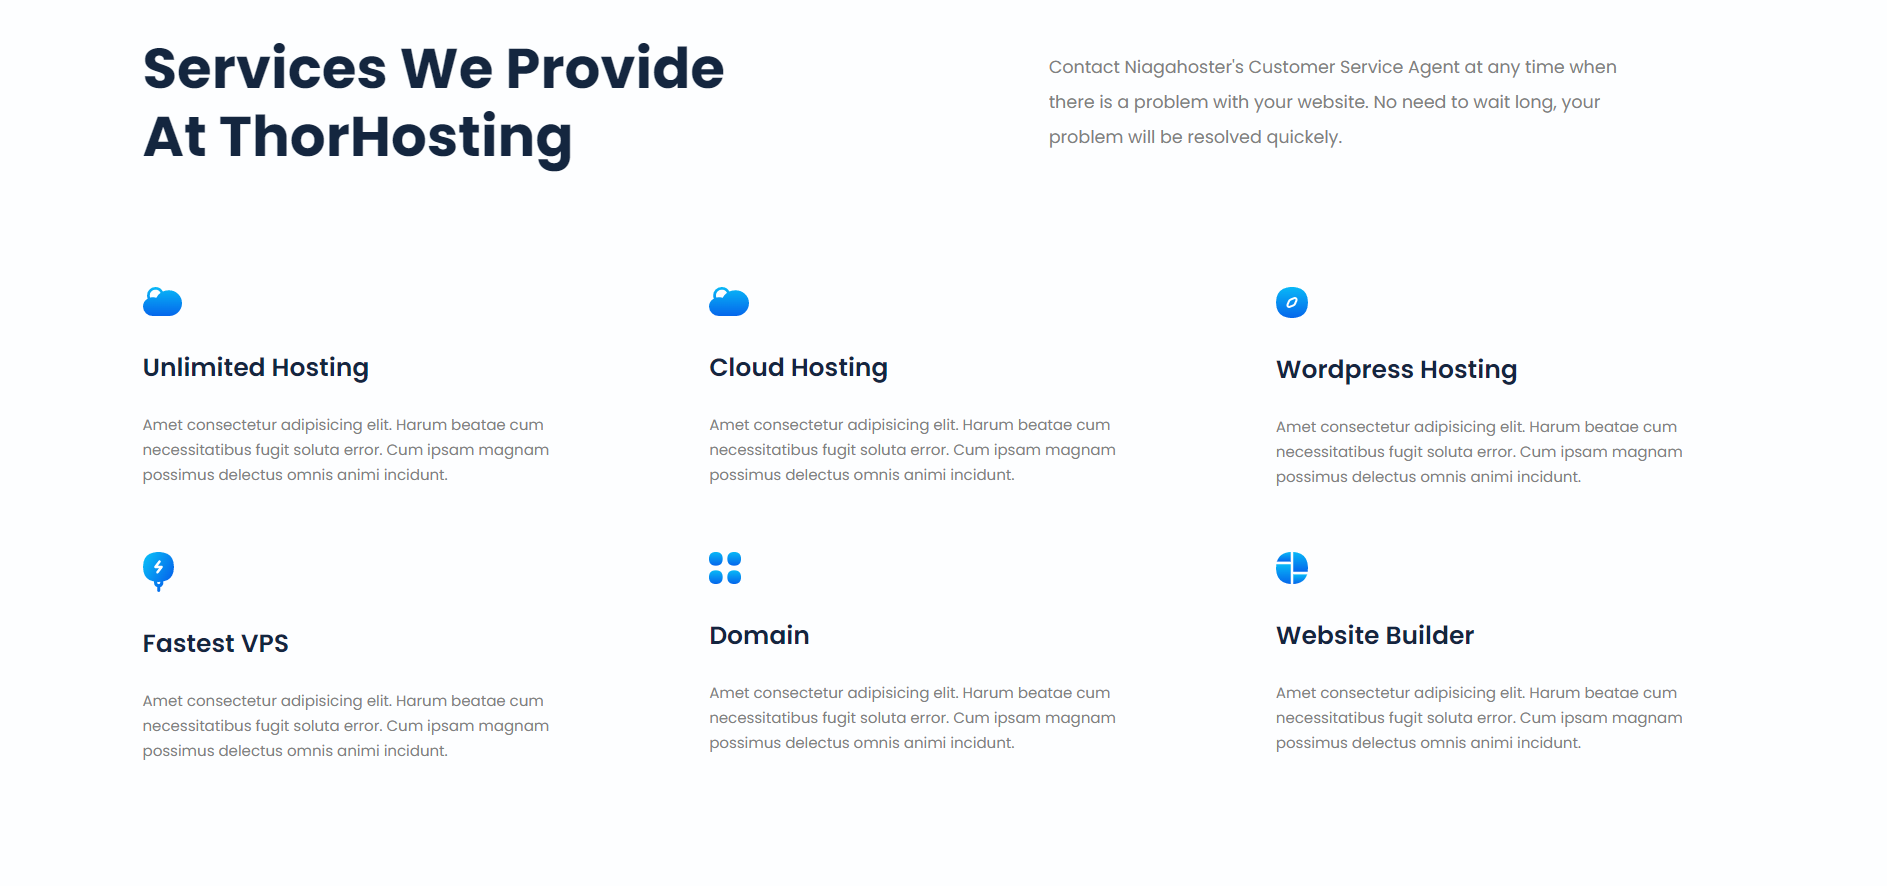 Services We Provide
At ThorHosting
Contact Niagahoster's Customer Service Agent at any time when
there is a problem with your website. No need to wait long, your
problem will be resolved quickely.
Unlimited Hosting
Amet consectetur adipisicing elit. Harum beatae cum
necessitatibus fugit soluta error. Cum ipsam magnam
possimus delectus omnis animi incidunt.
Cloud Hosting
Amet consectetur adipisicing elit. Harum beatae cum
necessitatibus fugit soluta error. Cum ipsam magnam
possimus delectus omnis animi incidunt.
Wordpress Hosting
Amet consectetur adipisicing elit. Harum beatae cum
necessitatibus fugit soluta error. Cum ipsam magnam
possimus delectus omnis animi incidunt.
Fastest VPS
Amet consectetur adipisicing elit. Harum beatae cum
necessitatibus fugit soluta error. Cum ipsam magnam
possimus delectus omnis animi incidunt.
Domain
Amet consectetur adipisicing elit. Harum beatae cum
necessitatibus fugit soluta error. Cum ipsam magnam
possimus delectus omnis animi incidunt.
Website Builder
Amet consectetur adipisicing elit. Harum beatae cum
necessitatibus fugit soluta error. Cum ipsam magnam
possimus delectus omnis animi incidunt.